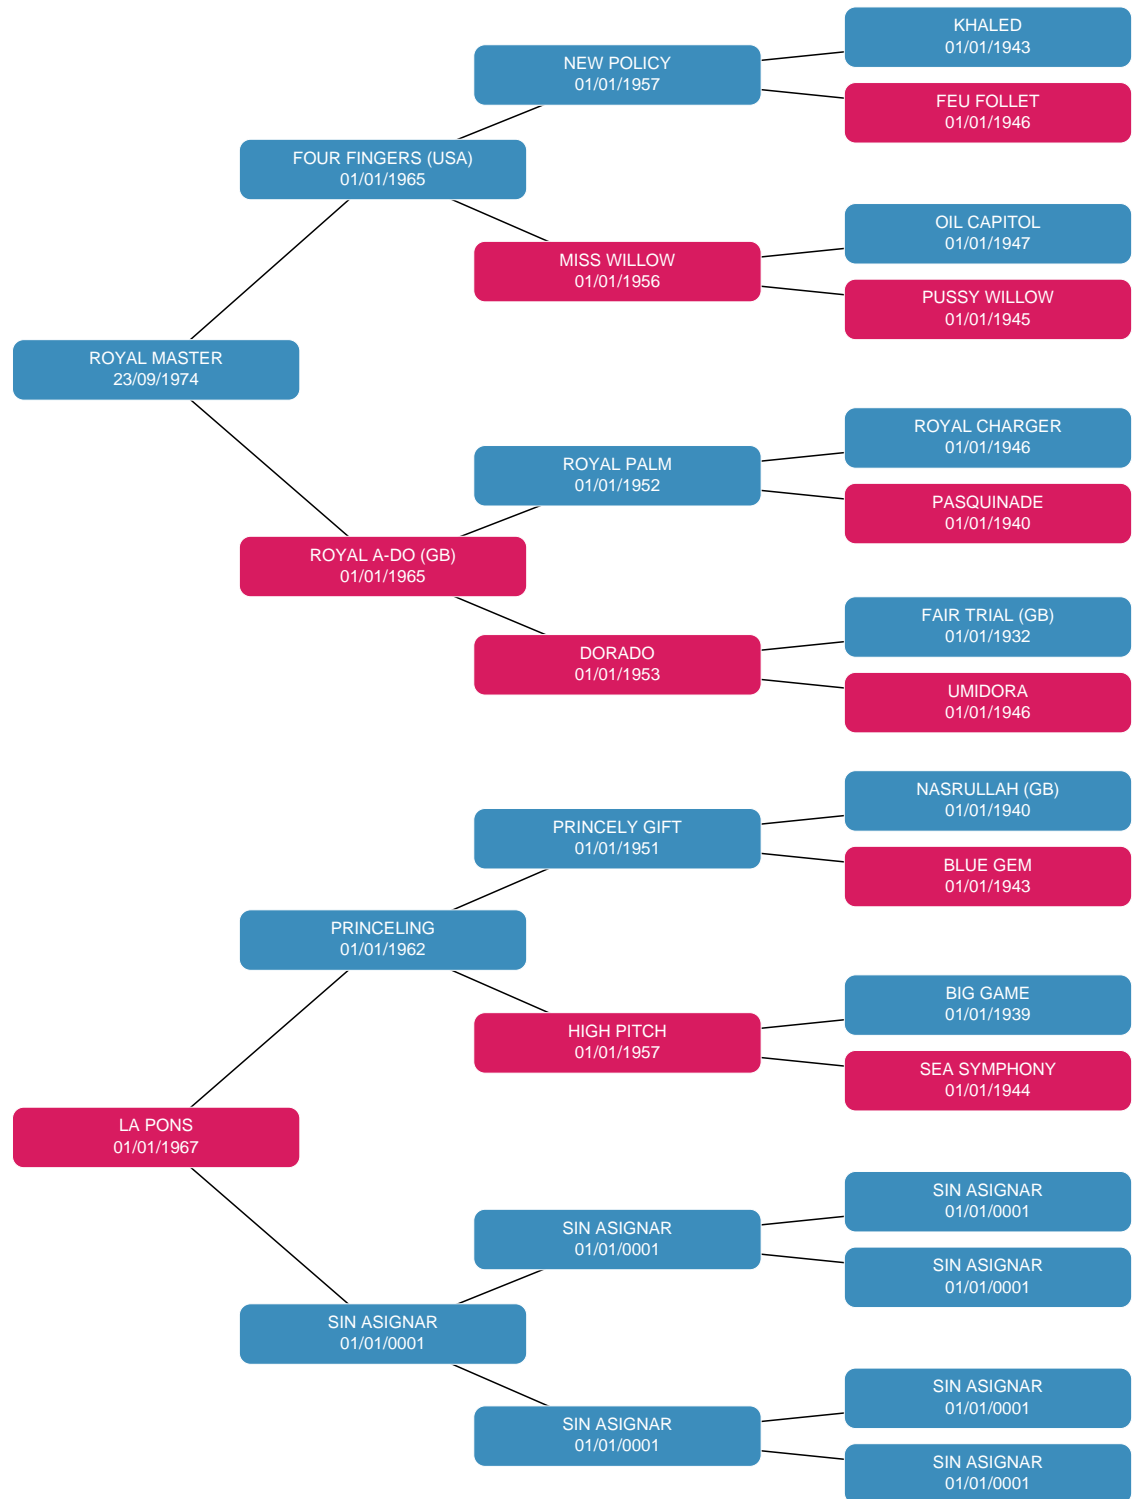 KHALED
01/01/1943
NEW POLICY
01/01/1957
FEU FOLLET
01/01/1946
FOUR FINGERS (USA)
01/01/1965
OIL CAPITOL
01/01/1947
MISS WILLOW
01/01/1956
PUSSY WILLOW
01/01/1945
ROYAL MASTER
23/09/1974
ROYAL CHARGER
01/01/1946
ROYAL PALM
01/01/1952
PASQUINADE
01/01/1940
ROYAL A-DO (GB)
01/01/1965
FAIR TRIAL (GB)
01/01/1932
DORADO
01/01/1953
UMIDORA
01/01/1946
NASRULLAH (GB)
01/01/1940
PRINCELY GIFT
01/01/1951
BLUE GEM
01/01/1943
PRINCELING
01/01/1962
BIG GAME
01/01/1939
HIGH PITCH
01/01/1957
SEA SYMPHONY
01/01/1944
LA PONS
01/01/1967
SIN ASIGNAR
01/01/0001
SIN ASIGNAR
01/01/0001
SIN ASIGNAR
01/01/0001
SIN ASIGNAR
01/01/0001
SIN ASIGNAR
01/01/0001
SIN ASIGNAR
01/01/0001
SIN ASIGNAR
01/01/0001